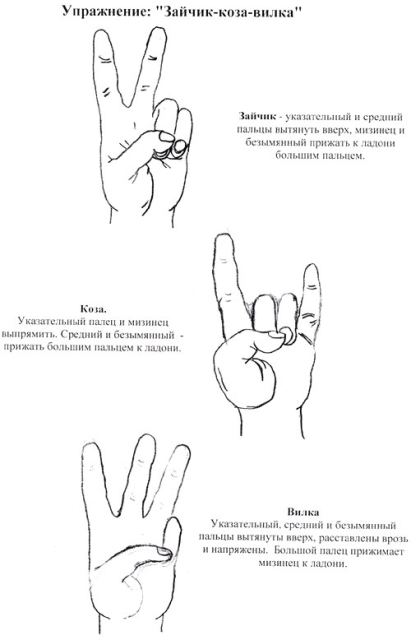 Упражнение: "Зайчик-коза-вилка"
Зайчик - указательный и средний
пальцы вытянуть вверх, мизинец и
безымянный прижать к ладони
большим пальцем.
Коза.
Указательный палец и мизинец
выпрямить. Средний и безымянный -
прижать большим пальцем к ладони.
Вилка
Указательный, средний и безымянный
пальцы вытянуты вверх, расставлены врозь
и напряжены. Большой палец прижимает
мизинец к ладони.